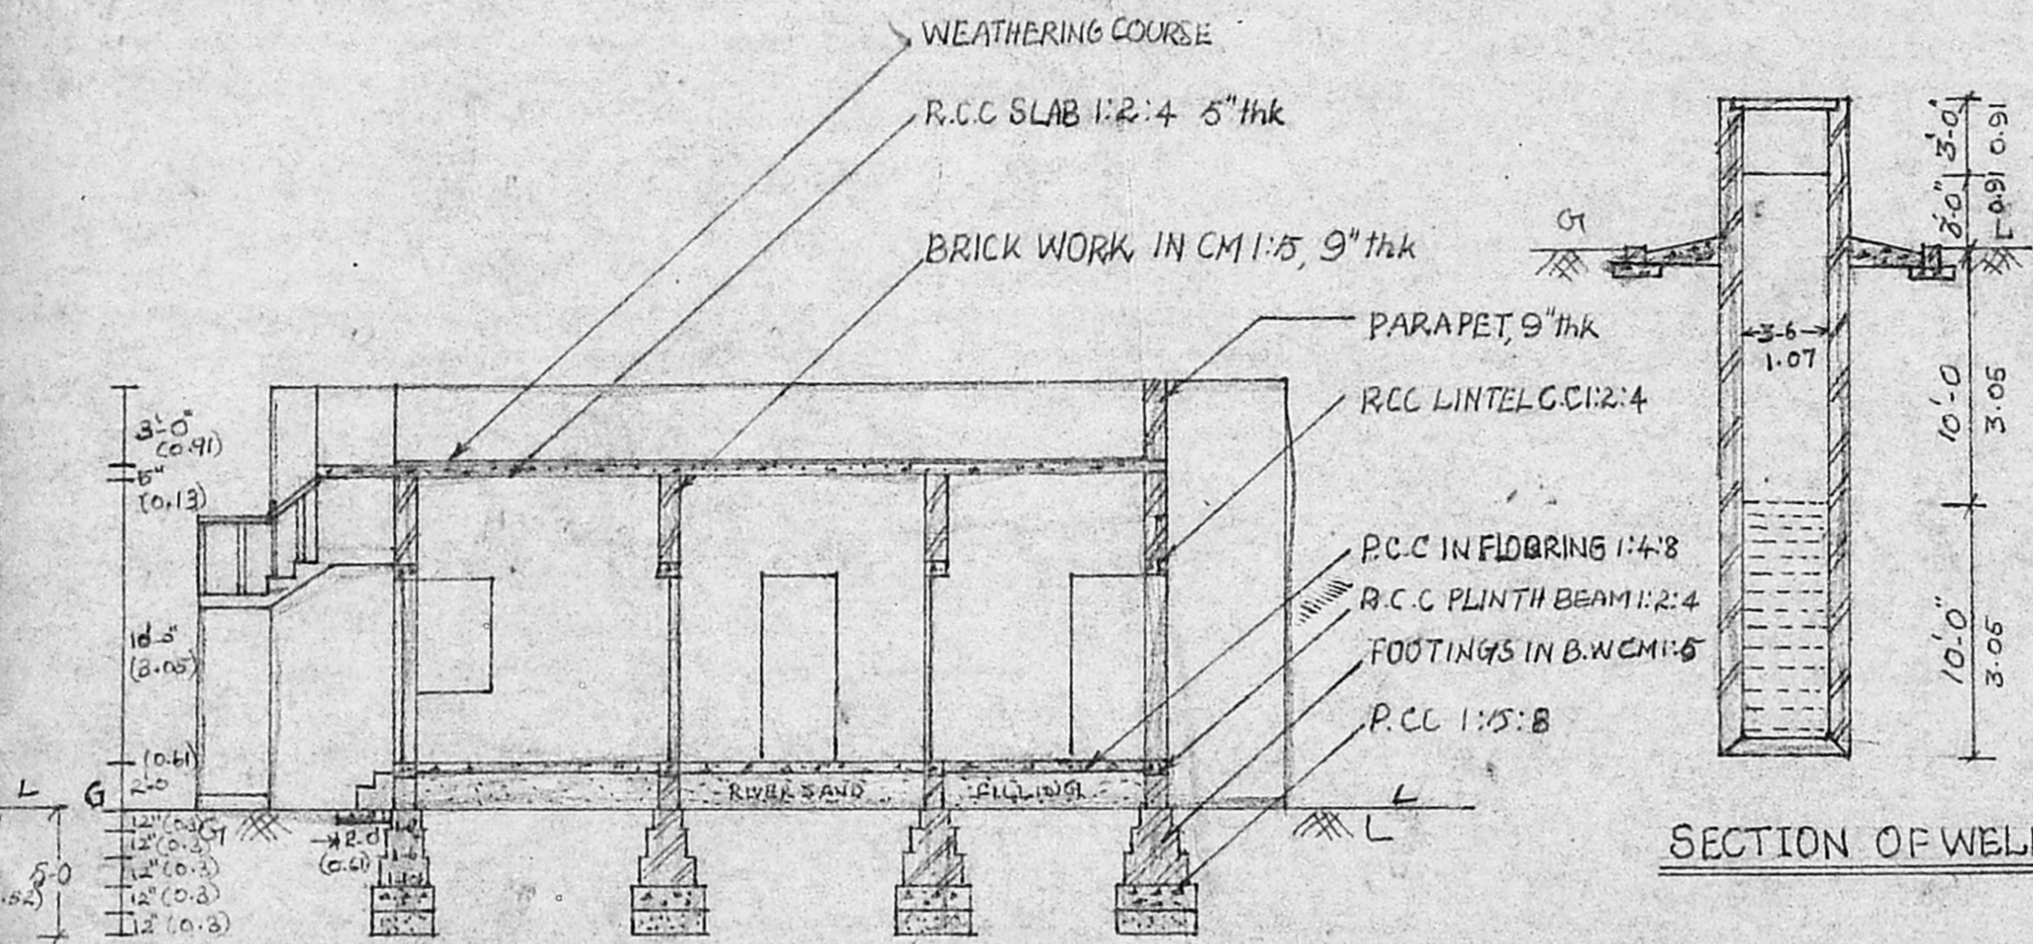 WEATHERING COURSE
R.C.C SLAB 1:2:4 5"thk
BRICK WORK IN CM 1:5, 9"thk
PARAPET, 9"thk
RCC LINTEL C.C1:2:4
P.C.C IN FLOORING 1:4:8
R.C.C PLINTH BEAM 1:2:4
FOOTINGS IN B.W CM1:5
P.CC 1:5:8
3'-0"
(0.91)
5"
(0.13)
10'-0"
(3.05)
(0.61)
2-0
L
G
12"(0.3)
12"(0.3)
12"(0.3)
12"(0.3)
12"(0.3)
5-0
.52)
G
2.0
(0.61)
RIVER SAND FILLING
L
L
G
3'-0" 0.91
3'-0" 0.91
L
3-6
1.07
10'-0
3.05
10'-0"
3.05
SECTION OF WELL